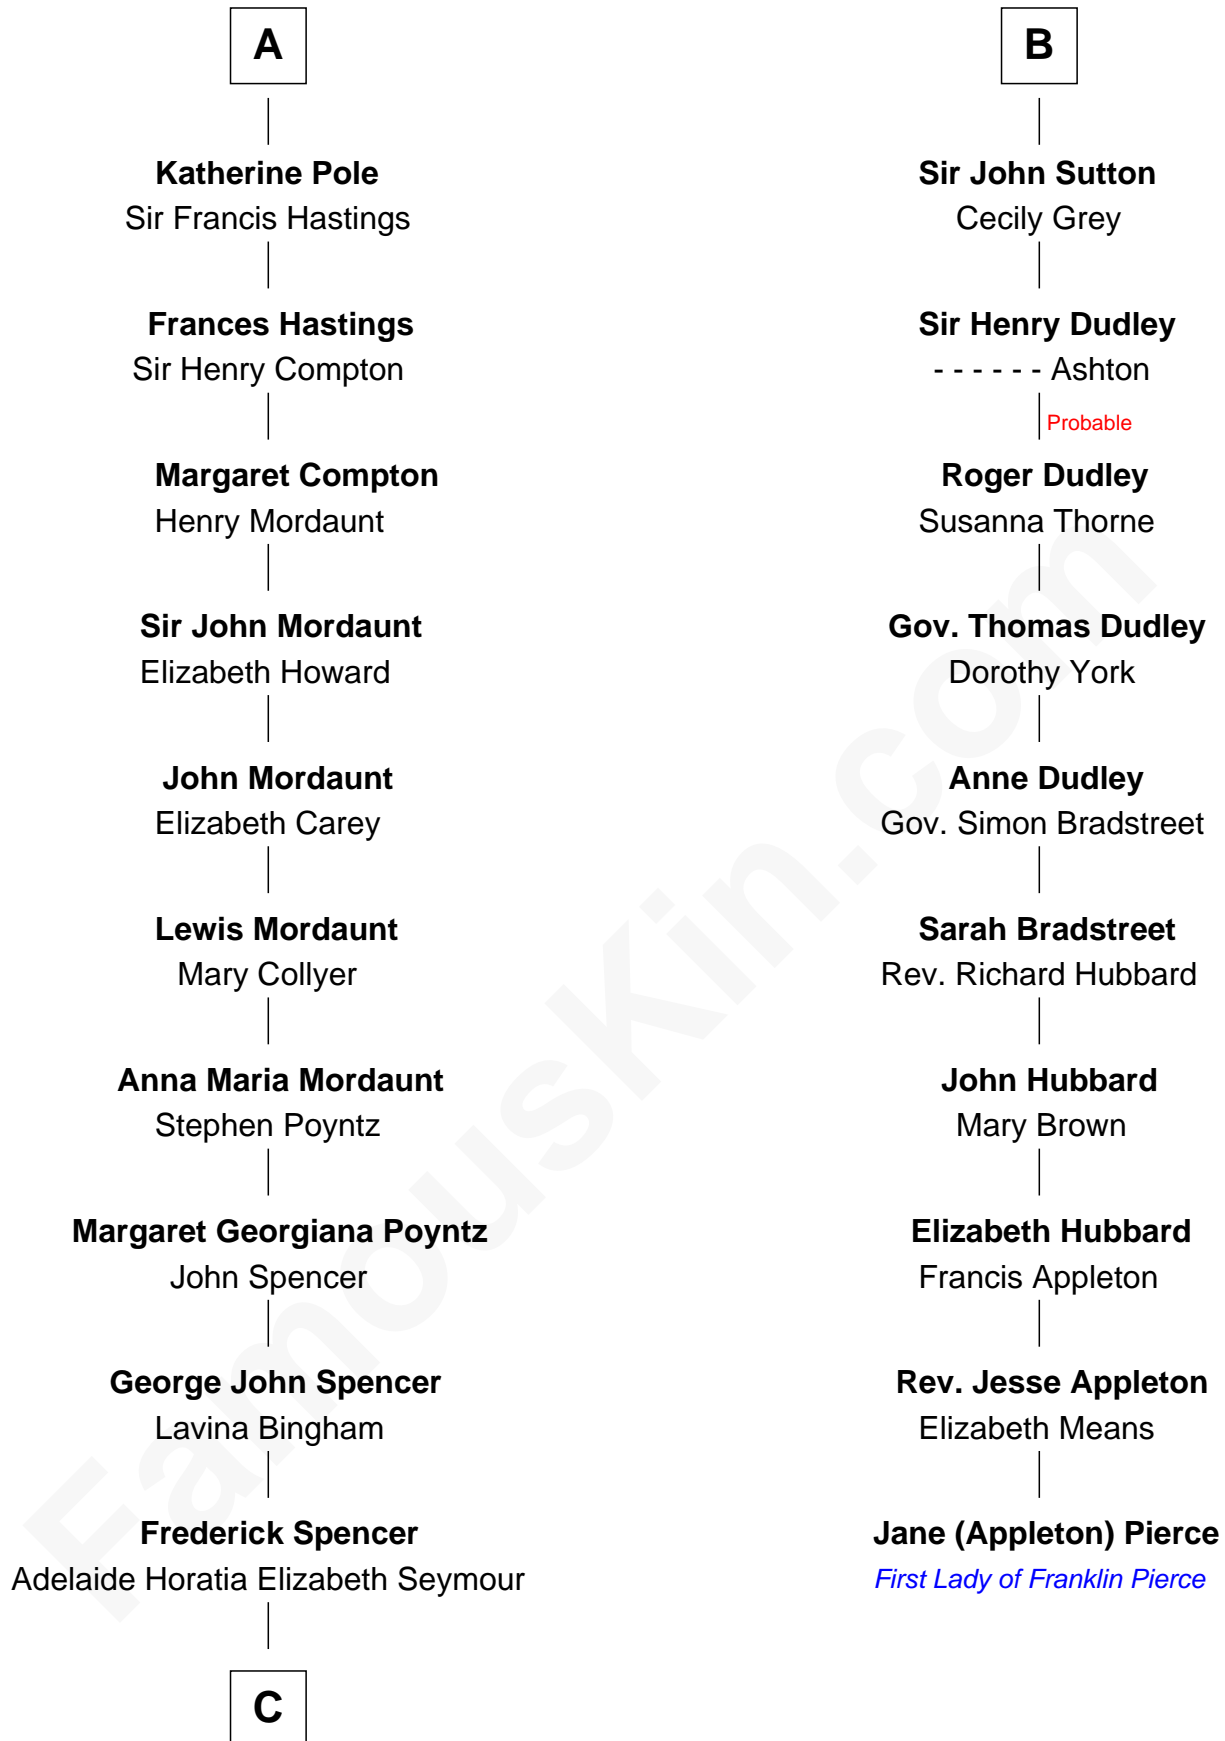 A
Katherine Pole
Sir Francis Hastings
Frances Hastings
Sir Henry Compton
Margaret Compton
Henry Mordaunt
Sir John Mordaunt
Elizabeth Howard
John Mordaunt
Elizabeth Carey
Lewis Mordaunt
Mary Collyer
Anna Maria Mordaunt
Stephen Poyntz
Margaret Georgiana Poyntz
John Spencer
George John Spencer
Lavina Bingham
Frederick Spencer
Adelaide Horatia Elizabeth Seymour
C
B
Sir John Sutton
Cecily Grey
Sir Henry Dudley
- - - - - - Ashton
Probable
Roger Dudley
Susanna Thorne
Gov. Thomas Dudley
Dorothy York
Anne Dudley
Gov. Simon Bradstreet
Sarah Bradstreet
Rev. Richard Hubbard
John Hubbard
Mary Brown
Elizabeth Hubbard
Francis Appleton
Rev. Jesse Appleton
Elizabeth Means
Jane (Appleton) Pierce
First Lady of Franklin Pierce
FamousKin.com